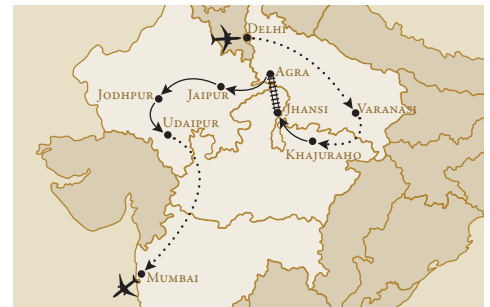 Delhi
Agra
Jodhpur
Jaipur
Jhansi
Varanasi
Udaipur
Khajuraho
Mumbai